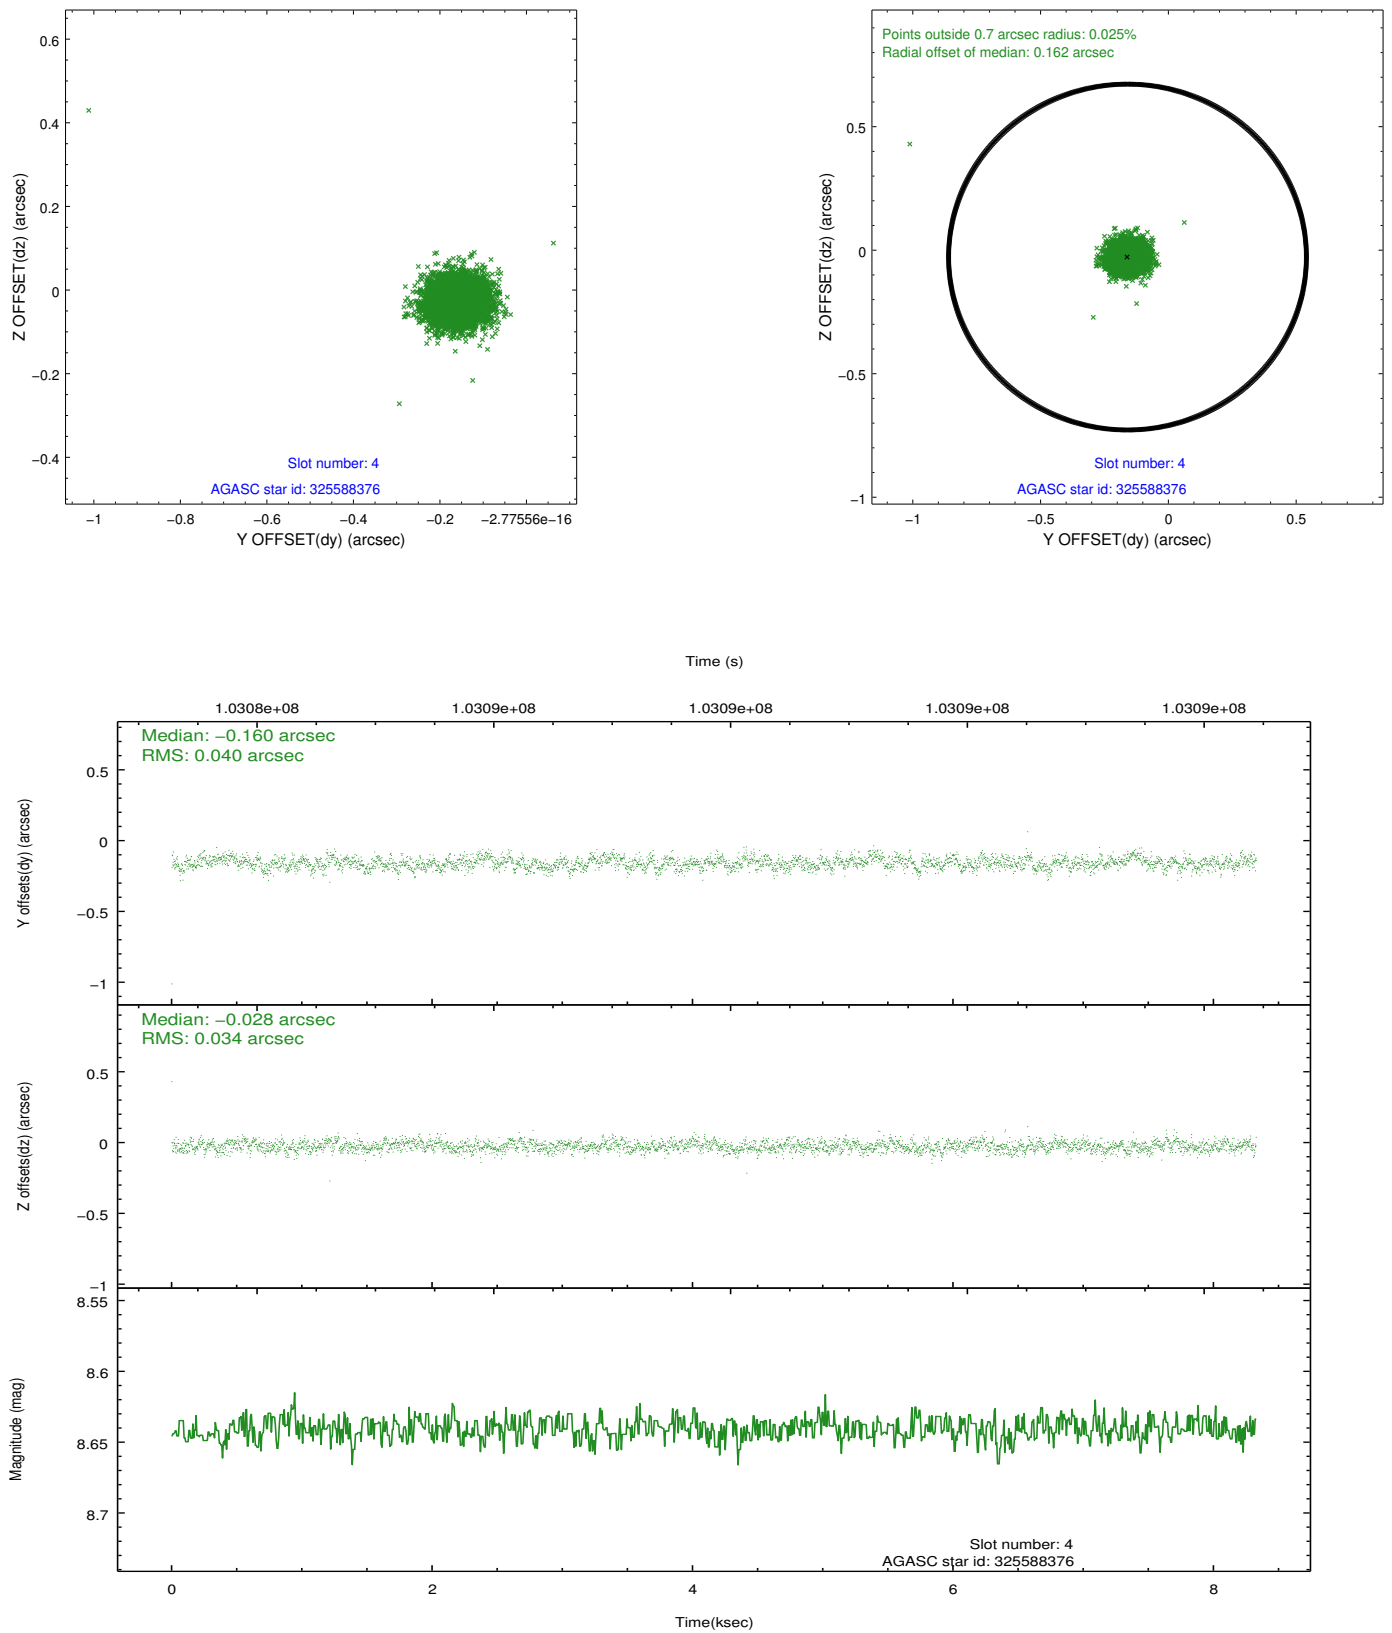 0.6
0.4
0.2
0
−0.2
−0.4
Z OFFSET(dz) (arcsec)
Slot number: 4
AGASC star id: 325588376
−1 −0.8 −0.6 −0.4 −0.2 −2.77556e−16
Y OFFSET(dy) (arcsec)
Points outside 0.7 arcsec radius: 0.025%
Radial offset of median: 0.162 arcsec
0.5
0
−0.5
−1
Z OFFSET(dz) (arcsec)
Slot number: 4
AGASC star id: 325588376
−1 −0.5 0 0.5
Y OFFSET(dy) (arcsec)
Time (s)
1.0308e+08 1.0309e+08 1.0309e+08 1.0309e+08 1.0309e+08
Median: −0.160 arcsec
RMS: 0.040 arcsec
0.5
0
−0.5
−1
Y offsets(dy) (arcsec)
Median: −0.028 arcsec
RMS: 0.034 arcsec
0.5
0
−0.5
−1
Z offsets(dz) (arcsec)
8.55
8.6
8.65
8.7
Magnitude (mag)
Slot number: 4
AGASC star id: 325588376
0 2 4 6 8
Time(ksec)